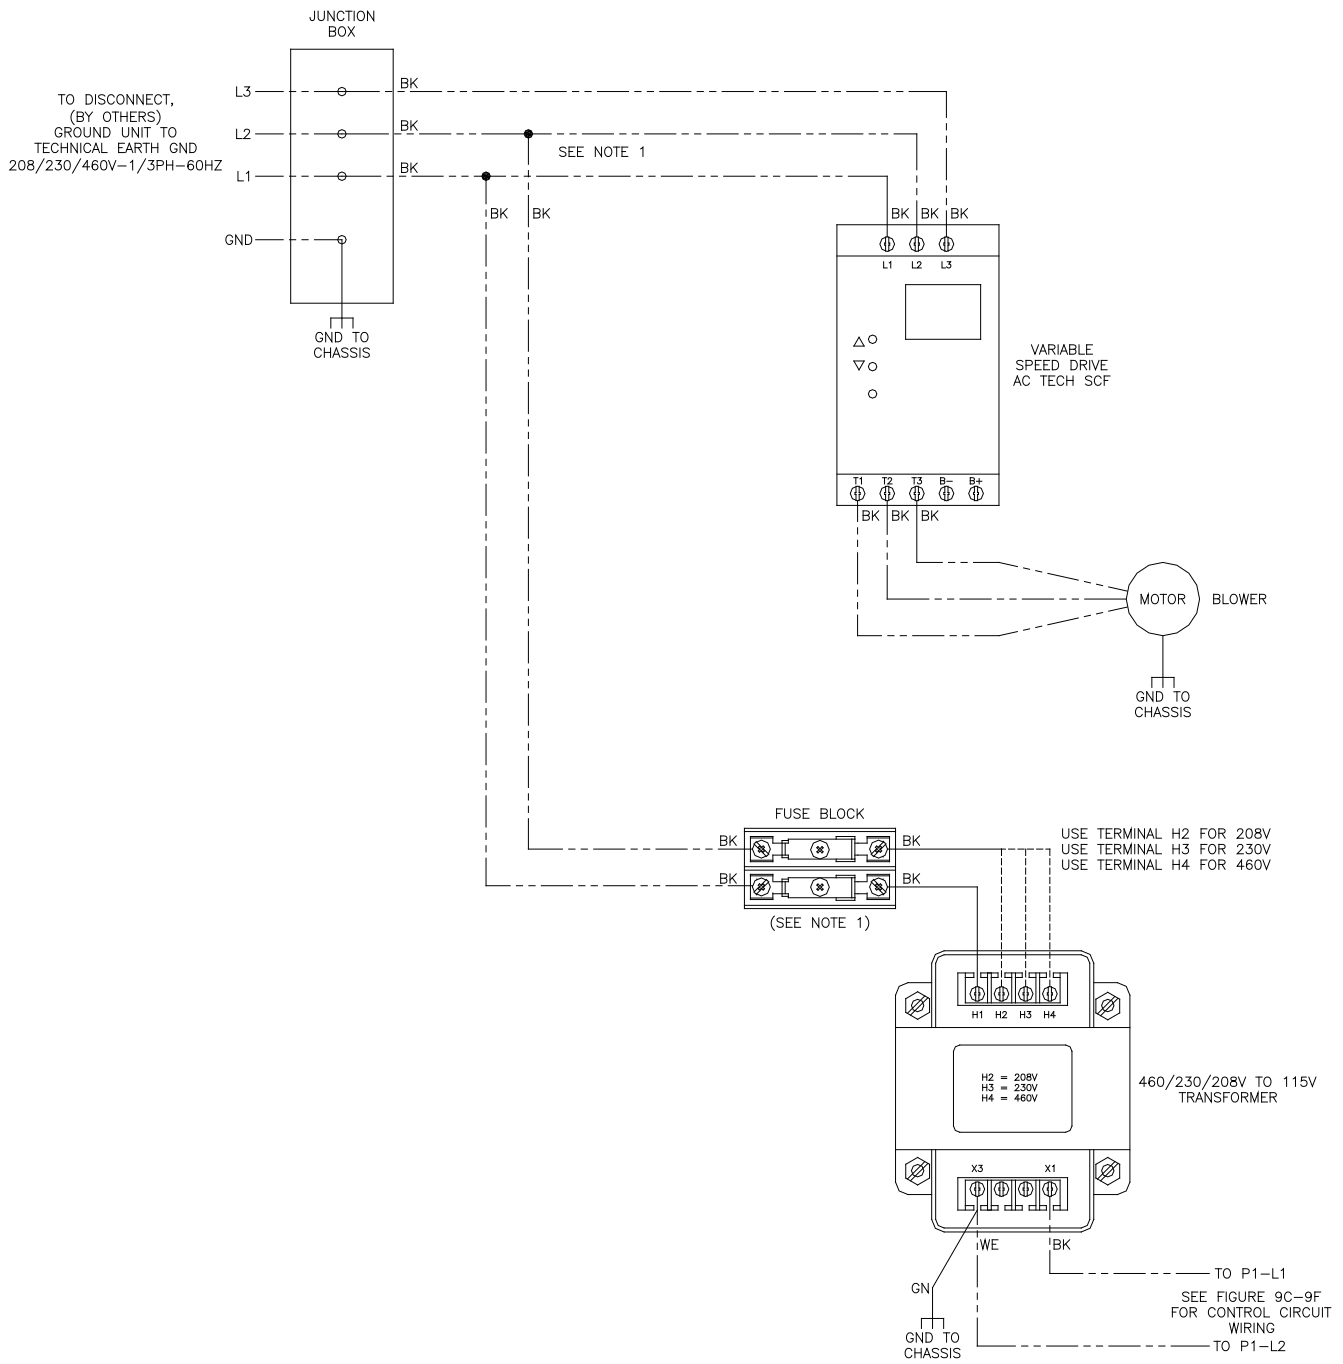 JUNCTION
BOX
TO DISCONNECT,
(BY OTHERS)
GROUND UNIT TO
TECHNICAL EARTH GND
208/230/460V-1/3PH-60HZ
L3
BK
L2
BK
SEE NOTE 1
L1
BK
BK
BK
BK
BK
BK
GND
GND TO
CHASSIS
L1
L2
L3
VARIABLE
SPEED DRIVE
AC TECH SCF
T1
T2
T3
B-
B+
BK
BK
BK
MOTOR
BLOWER
GND TO
CHASSIS
FUSE BLOCK
BK
BK
BK
BK
(SEE NOTE 1)
USE TERMINAL H2 FOR 208V
USE TERMINAL H3 FOR 230V
USE TERMINAL H4 FOR 460V
H1
H2
H3
H4
H2 = 208V
H3 = 230V
H4 = 460V
460/230/208V TO 115V
TRANSFORMER
X3
X1
WE
BK
GN
GND TO
CHASSIS
TO P1-L1
SEE FIGURE 9C-9F
FOR CONTROL CIRCUIT
WIRING
TO P1-L2